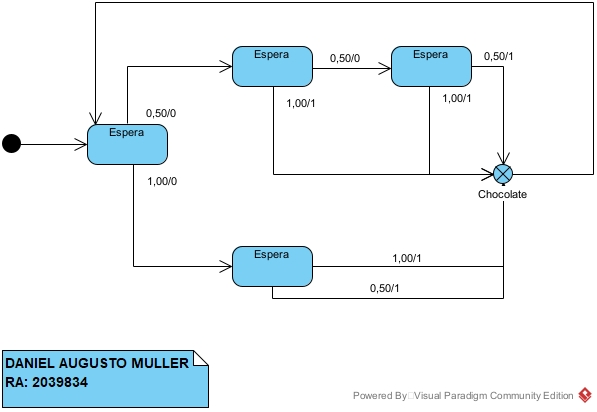 Espera
0,50/0
Espera
0,50/1
0,50/0
1,00/1
1,00/1
Espera
1,00/0
Chocolate
Espera
1,00/1
0,50/1
DANIEL AUGUSTO MULLER
RA: 2039834
Powered By Visual Paradigm Community Edition